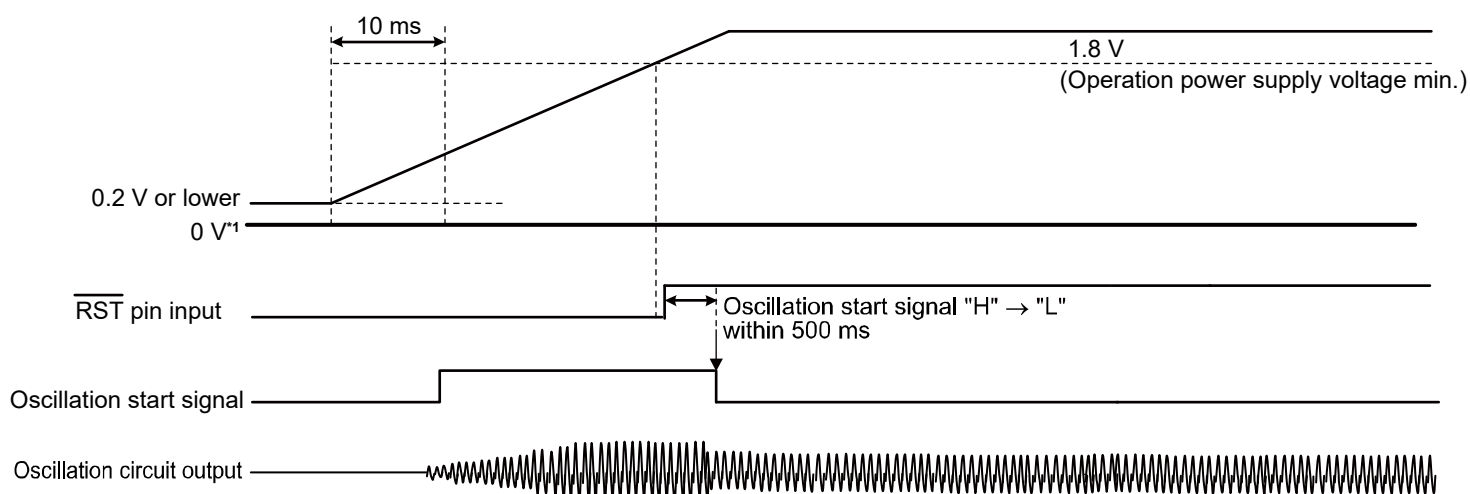 10 ms
1.8 V
(Operation power supply voltage min.)
0.2 V or lower
0 V*1
RST pin input
Oscillation start signal "H" → "L"
within 500 ms
Oscillation start signal
Oscillation circuit output